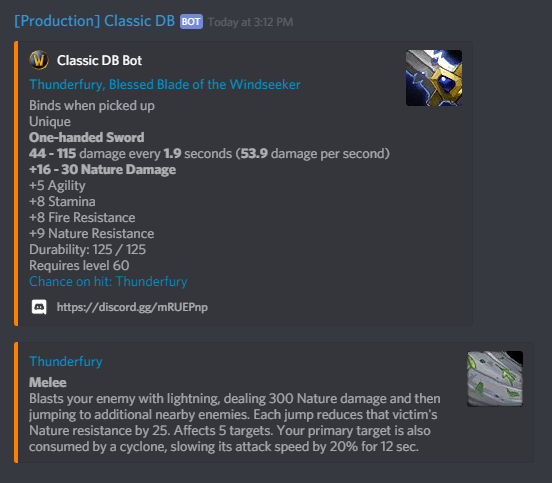 [Production] Classic DB BOT Today at 3:12 PM
Classic DB Bot
Thunderfury, Blessed Blade of the Windseeker
Binds when picked up
Unique
One-handed Sword
44 - 115 damage every 1.9 seconds (53.9 damage per second)
+16 - 30 Nature Damage
+5 Agility
+8 Stamina
+8 Fire Resistance
+9 Nature Resistance
Durability: 125 / 125
Requires level 60
Chance on hit: Thunderfury
https://discord.gg/mRUEPnp
Thunderfury
Melee
Blasts your enemy with lightning, dealing 300 Nature damage and then
jumping to additional nearby enemies. Each jump reduces that victim's
Nature resistance by 25. Affects 5 targets. Your primary target is also
consumed by a cyclone, slowing its attack speed by 20% for 12 sec.